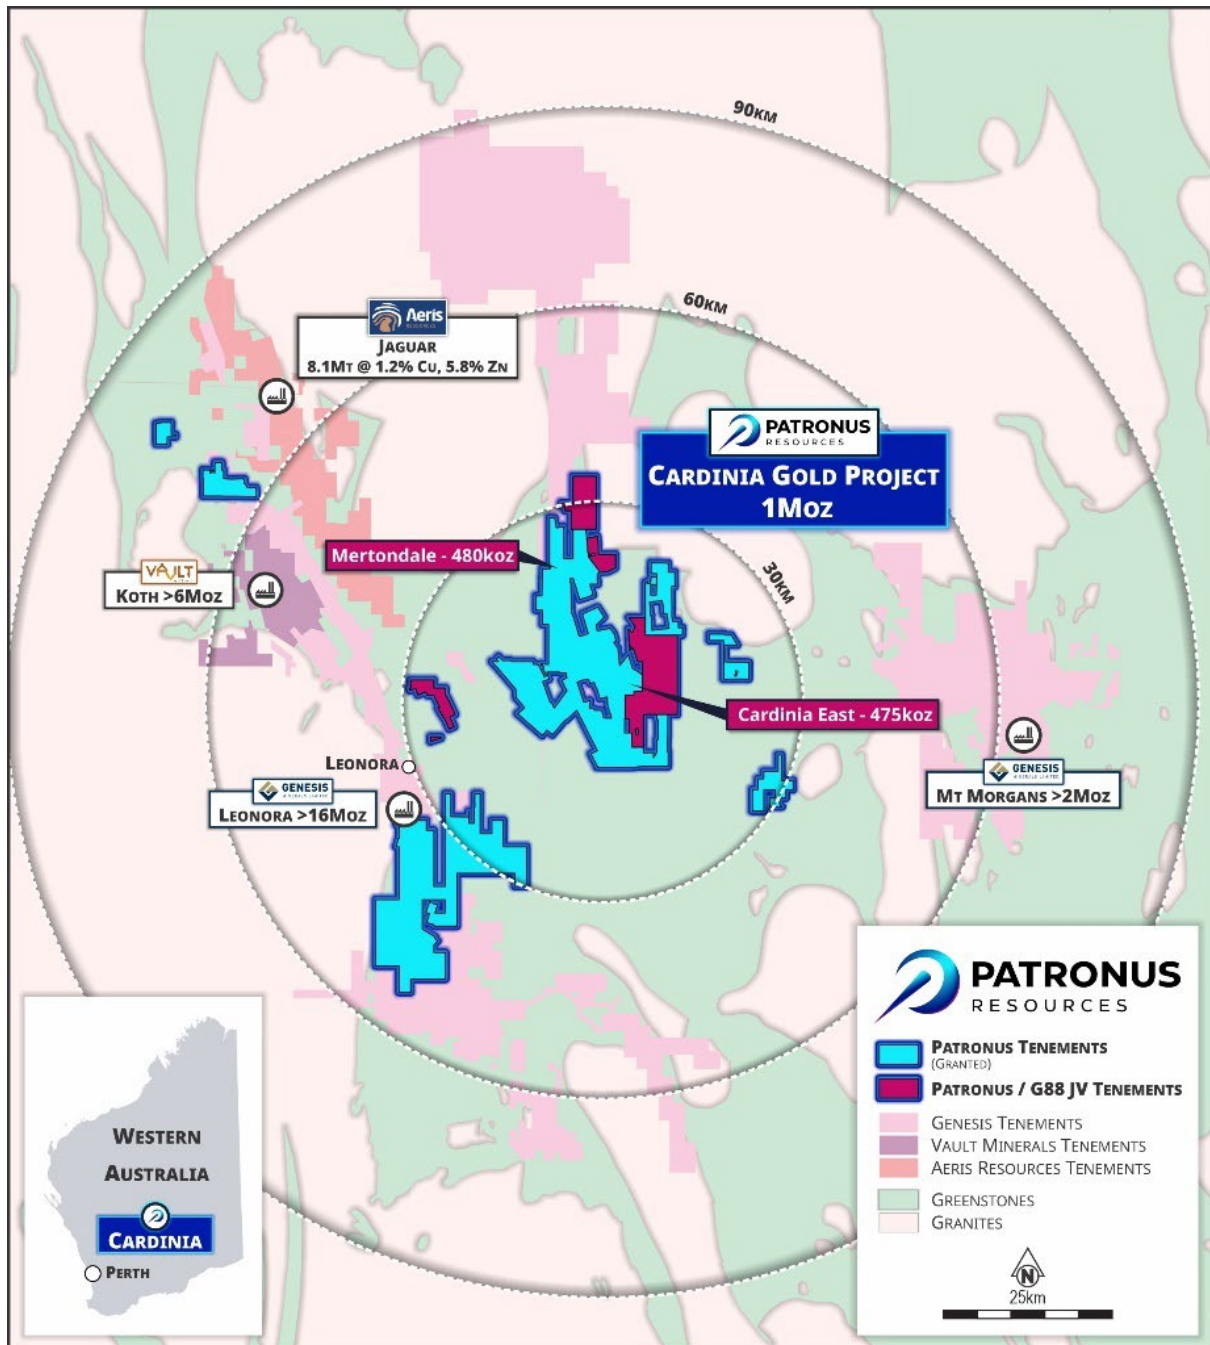 90KM
60KM
Aeris
JAGUAR
8.1MT @ 1.2% CU, 5.8% ZN
PATRONUS
RESOURCES
CARDINIA GOLD PROJECT
1MOZ
Mertondale - 480koz
30KM
VAULT
KOTH >6MOZ
Cardinia East - 475koz
LEONORA
GENESIS
LEONORA >16MOZ
GENESIS
MT MORGANS >2MOZ
PATRONUS
RESOURCES
PATRONUS TENEMENTS
(GRANTED)
PATRONUS / G88 JV TENEMENTS
GENESIS TENEMENTS
VAULT MINERALS TENEMENTS
AERIS RESOURCES TENEMENTS
GREENSTONES
GRANITES
N
25km
WESTERN
AUSTRALIA
CARDINIA
PERTH